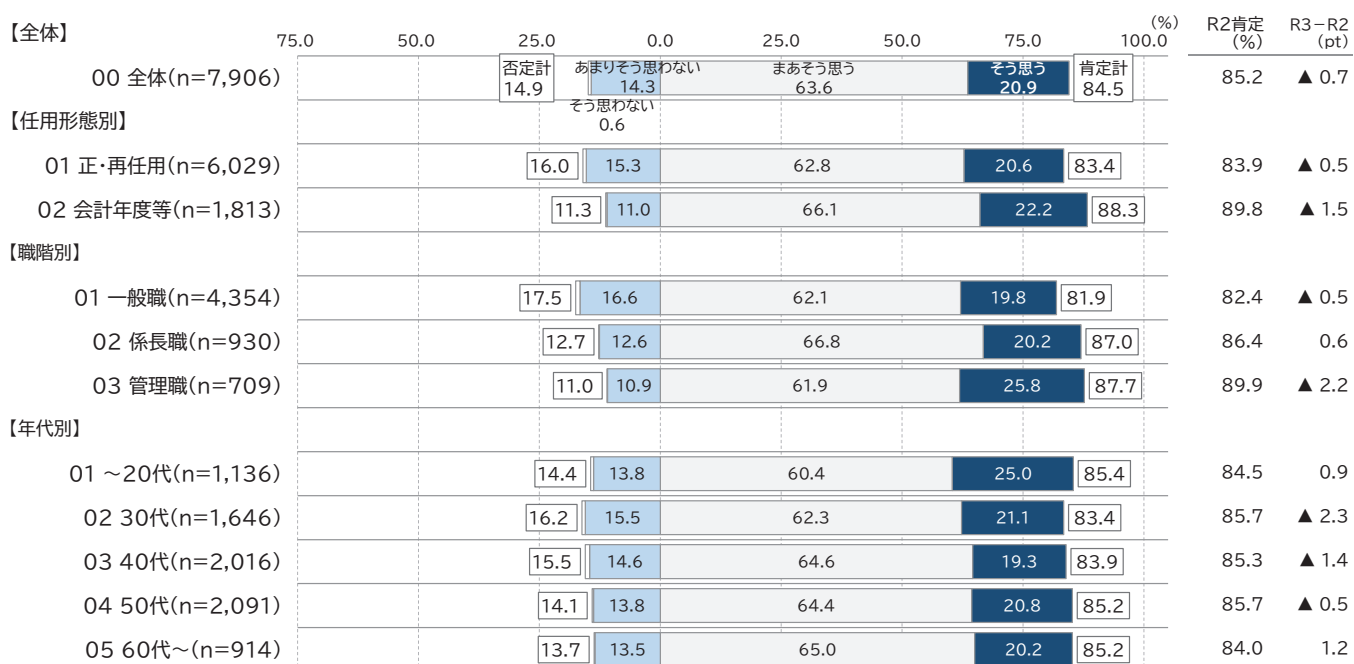 【全体】 75.0 50.0 25.0 0.0 25.0 50.0 75.0 100.0 (%) R2肯定(%) R3-R2(pt)
00 全体(n=7,906) 否定計 14.9 あまりそう思わない 14.3 まあそう思う 63.6 そう思う 20.9 肯定計 84.5 85.2 ▲ 0.7
そう思わない
0.6
【任用形態別】
01 正・再任用(n=6,029) 16.0 15.3 62.8 20.6 83.4 83.9 ▲ 0.5
02 会計年度等(n=1,813) 11.3 11.0 66.1 22.2 88.3 89.8 ▲ 1.5
【職階別】
01 一般職(n=4,354) 17.5 16.6 62.1 19.8 81.9 82.4 ▲ 0.5
02 係長職(n=930) 12.7 12.6 66.8 20.2 87.0 86.4 0.6
03 管理職(n=709) 11.0 10.9 61.9 25.8 87.7 89.9 ▲ 2.2
【年代別】
01 ～20代(n=1,136) 14.4 13.8 60.4 25.0 85.4 84.5 0.9
02 30代(n=1,646) 16.2 15.5 62.3 21.1 83.4 85.7 ▲ 2.3
03 40代(n=2,016) 15.5 14.6 64.6 19.3 83.9 85.3 ▲ 1.4
04 50代(n=2,091) 14.1 13.8 64.4 20.8 85.2 85.7 ▲ 0.5
05 60代～(n=914) 13.7 13.5 65.0 20.2 85.2 84.0 1.2